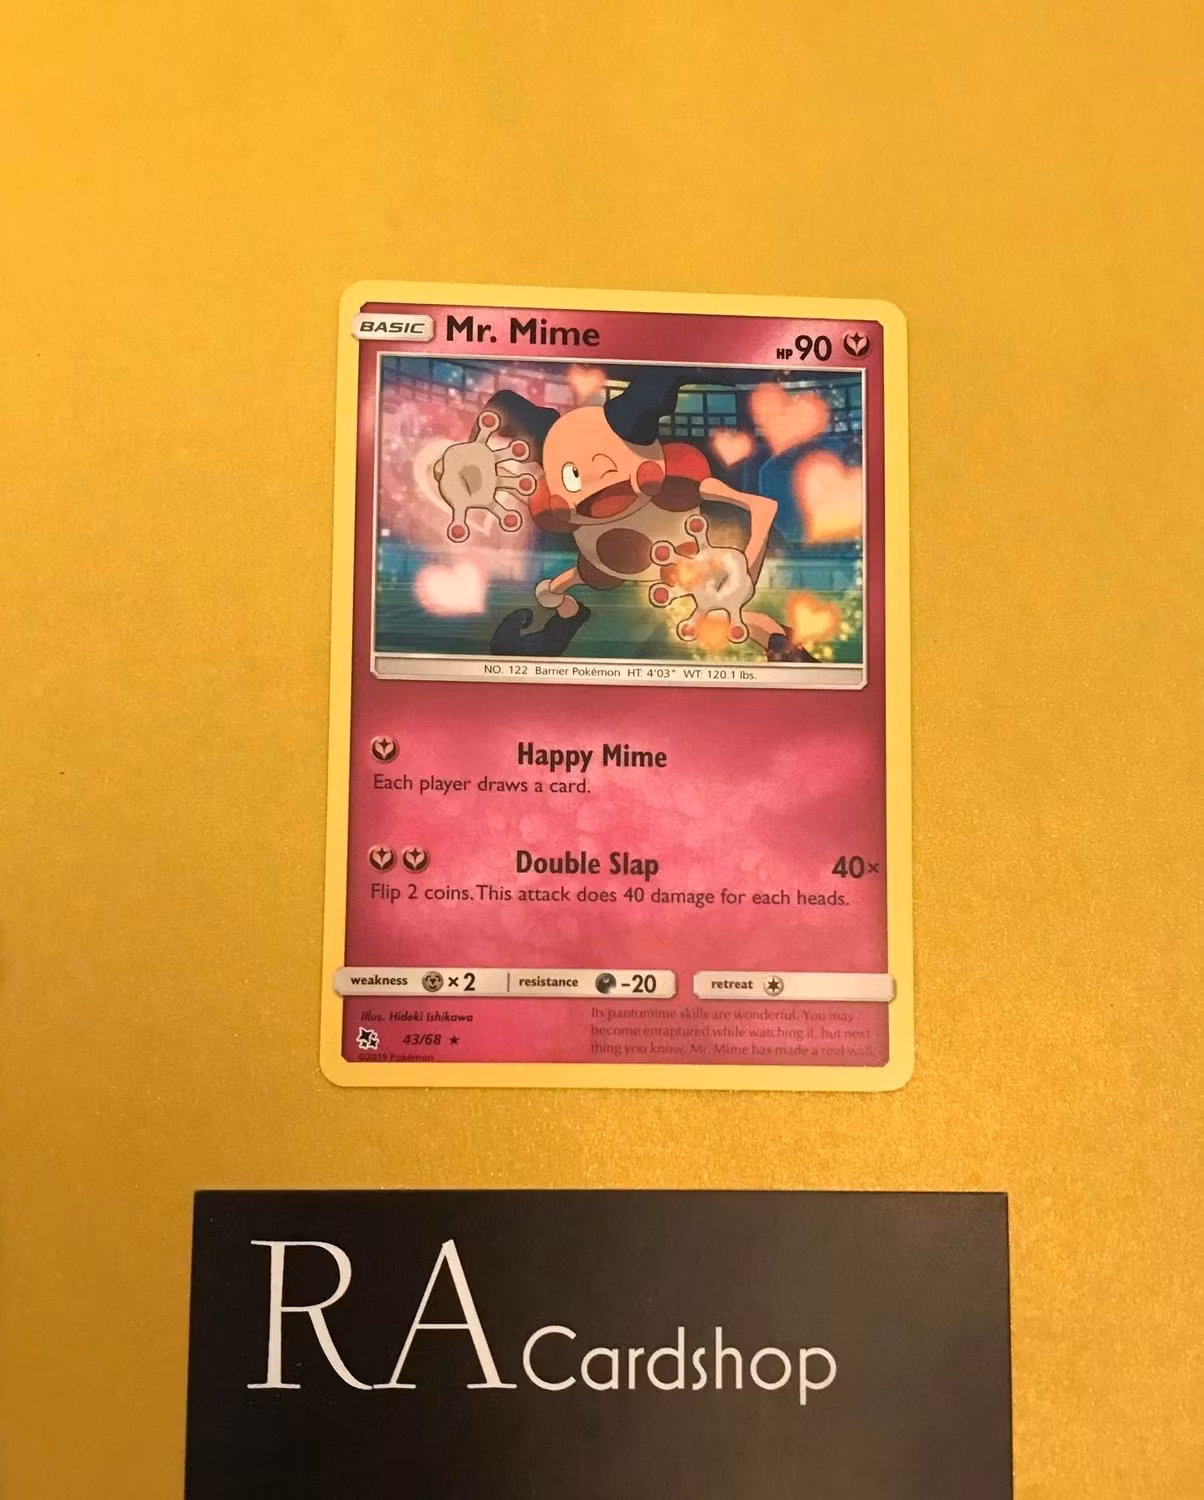 BASIC Mr. Mime HP 90
NO. 122 Barrier Pokémon HT: 4'03" WT: 120.1 lbs.
Happy Mime
Each player draws a card.
Double Slap 40×
Flip 2 coins. This attack does 40 damage for each heads.
weakness ×2 resistance -20 retreat
Illus. Hideki Ishikawa
43/68 ★
©2019 Pokémon
Its pantomime skills are wonderful. You may
become enraptured while watching it, but next
thing you know, Mr. Mime has made a real wall.
RA Cardshop